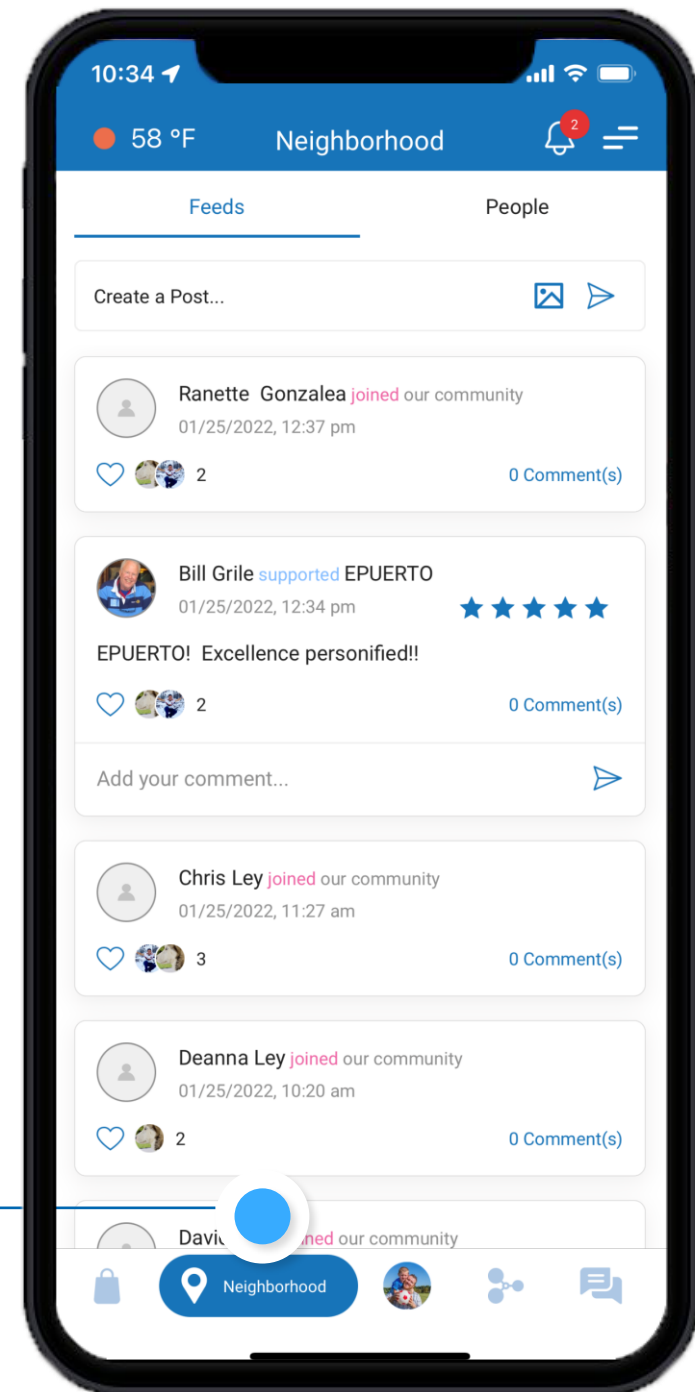 10:34
58 °F
Neighborhood
2
Feeds
People
Create a Post...
Ranette Gonzalea joined our community
01/25/2022, 12:37 pm
2
0 Comment(s)
Bill Grile supported EPUERTO
01/25/2022, 12:34 pm
EPUERTO! Excellence personified!!
2
0 Comment(s)
Add your comment...
Chris Ley joined our community
01/25/2022, 11:27 am
3
0 Comment(s)
Deanna Ley joined our community
01/25/2022, 10:20 am
2
0 Comment(s)
our community
Neighborhood